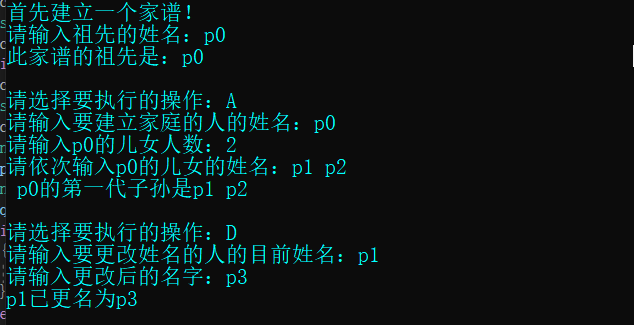 首先建立一个家谱！
请输入祖先的姓名：p0
此家谱的祖先是：p0
请选择要执行的操作：A
请输入要建立家庭的人的姓名：p0
请输入p0的儿女人数：2
请依次输入p0的儿女的姓名：p1 p2
p0的第一代子孙是p1 p2
请选择要执行的操作：D
请输入要更改姓名的人的目前姓名：p1
请输入更改后的名字：p3
p1已更名为p3